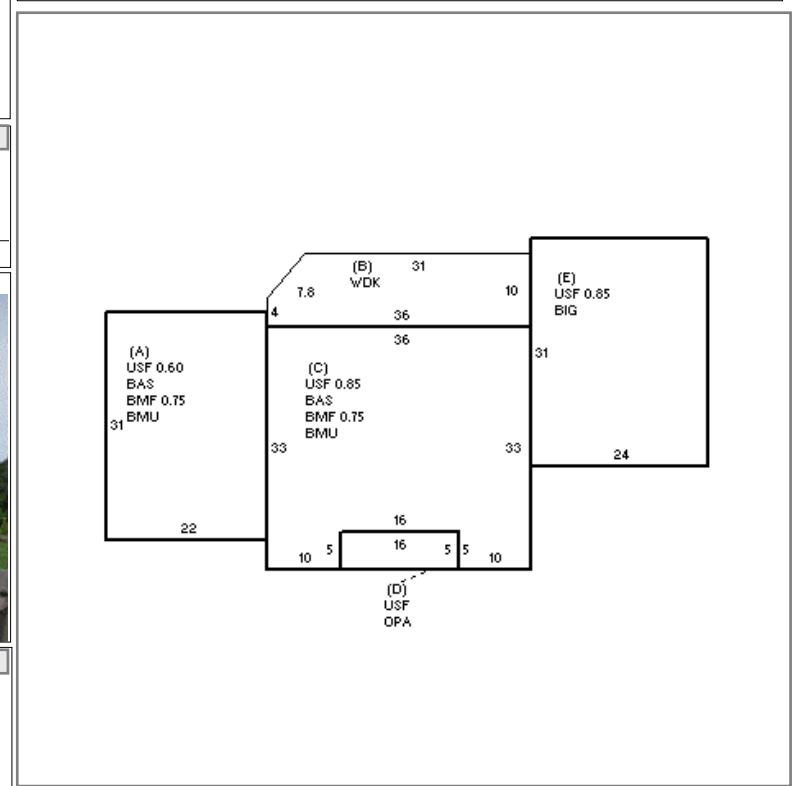 (B)
WDK
31
7.8
10
4
36
36
(E)
USF 0.85
BIG
31
24
(A)
USF 0.60
BAS
BMF 0.75
BMU
31
22
(C)
USF 0.85
BAS
BMF 0.75
BMU
33
33
16
16
10
5
5
5
10
(D)
USF
OPA